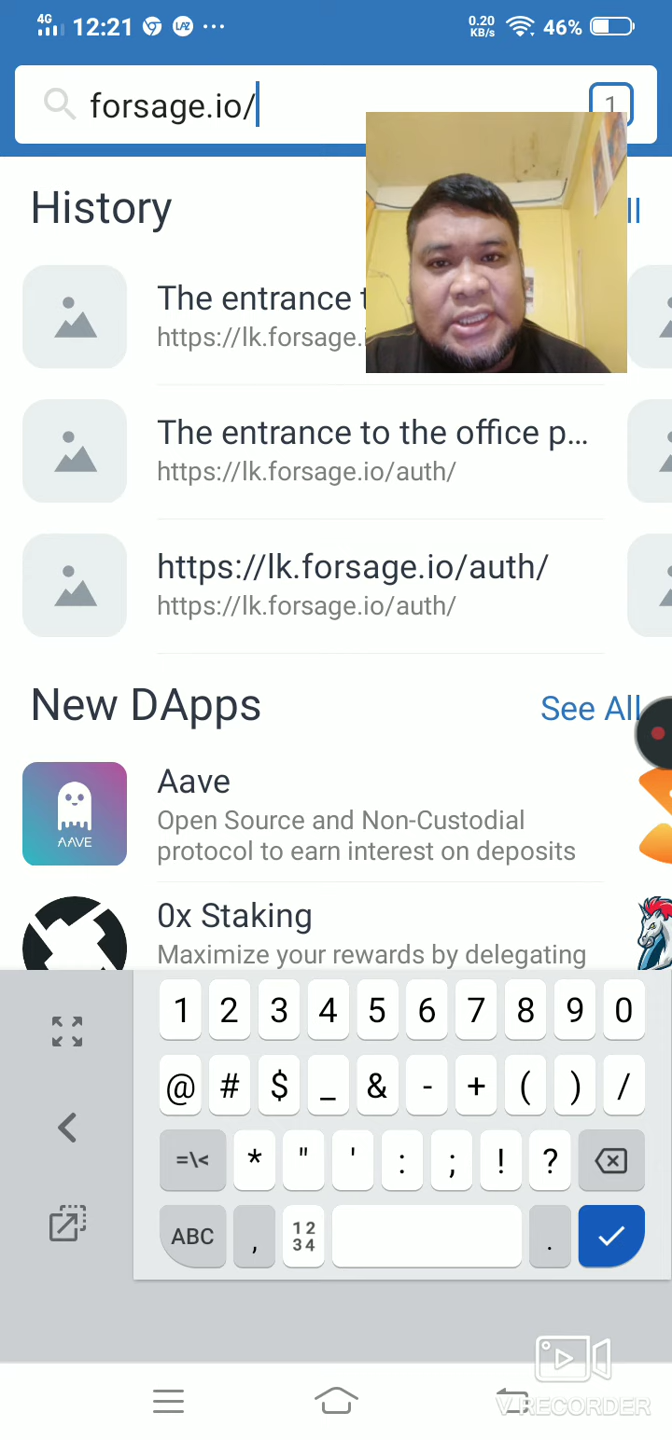 4G 12:21 LAZ ... 0.20 KB/s 46%
forsage.io/ 1
History ll
The entrance t
https://lk.forsage.i
The entrance to the office p...
https://lk.forsage.io/auth/
https://lk.forsage.io/auth/
https://lk.forsage.io/auth/
New DApps See All
Aave
Open Source and Non-Custodial
protocol to earn interest on deposits
AAVE
0x Staking
Maximize your rewards by delegating
1 2 3 4 5 6 7 8 9 0
@ # $ _ & - + ( ) /
=\< * " ' : ; ! ?
ABC , 12 34 .
V RECORDER